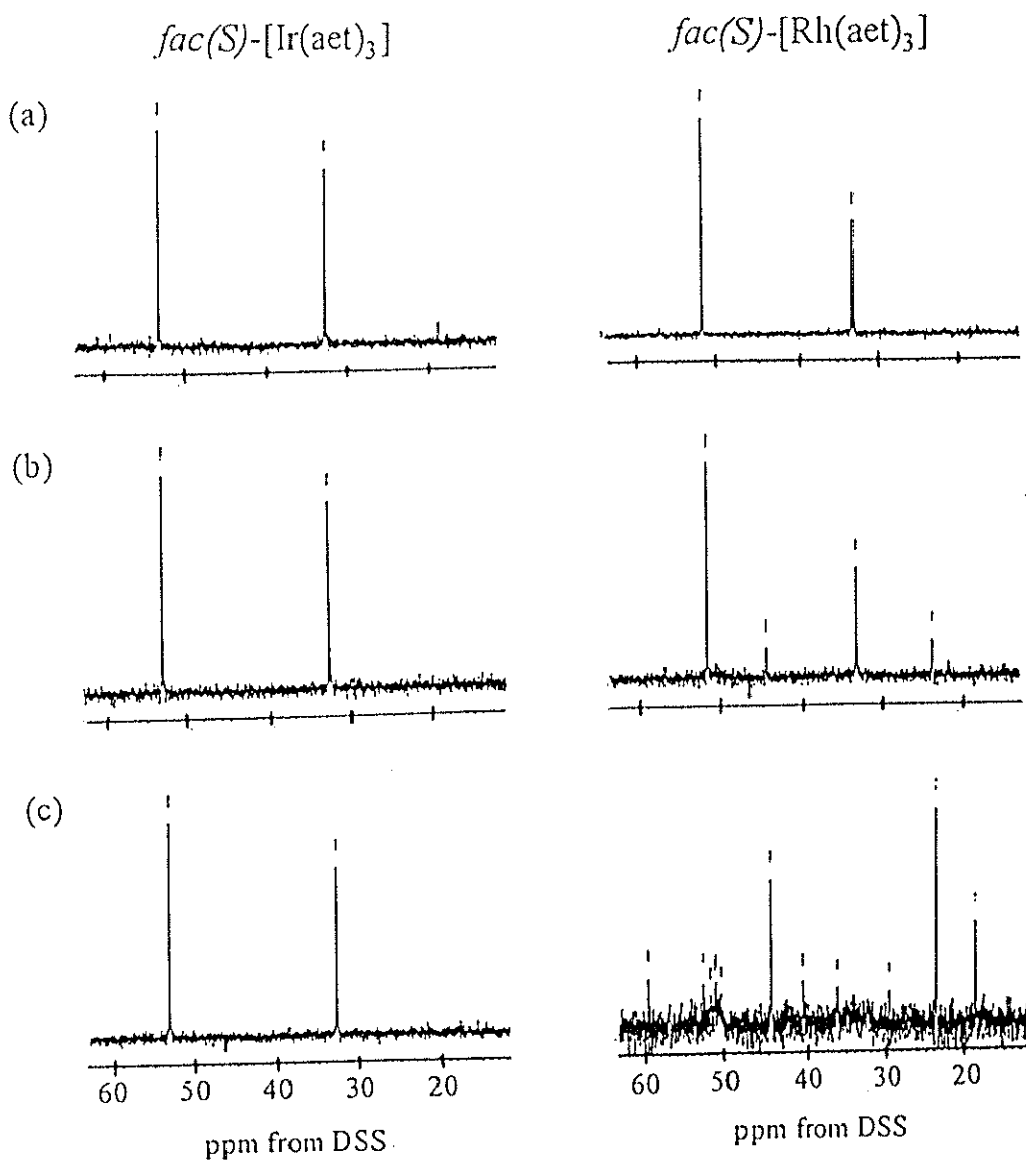 fac(S)-[Ir(aet)₃] fac(S)-[Rh(aet)₃]
(a)
(b)
(c)
60 50 40 30 20 60 50 40 30 20
ppm from DSS ppm from DSS